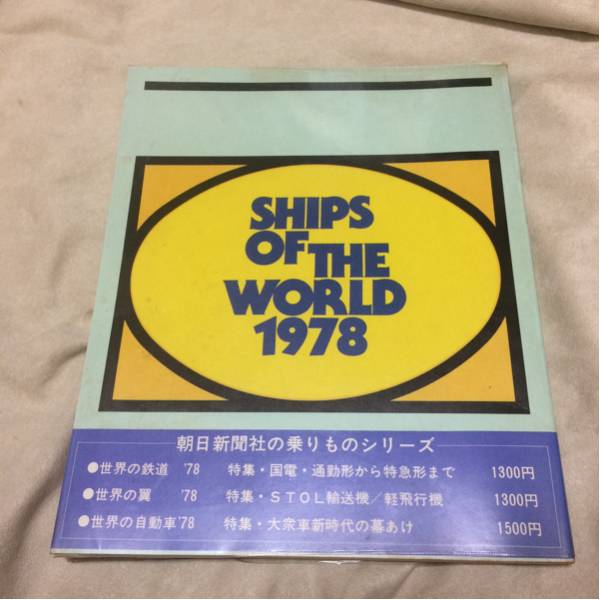 SHIPS
OF THE
WORLD
1978
朝日新聞社の乗りものシリーズ
●世界の鉄道 '78 特集・国電・通勤形から特急形まで 1300円
●世界の翼 '78 特集・STOL輸送機/軽飛行機 1300円
●世界の自動車'78 特集・大衆車新時代の幕あけ 1500円